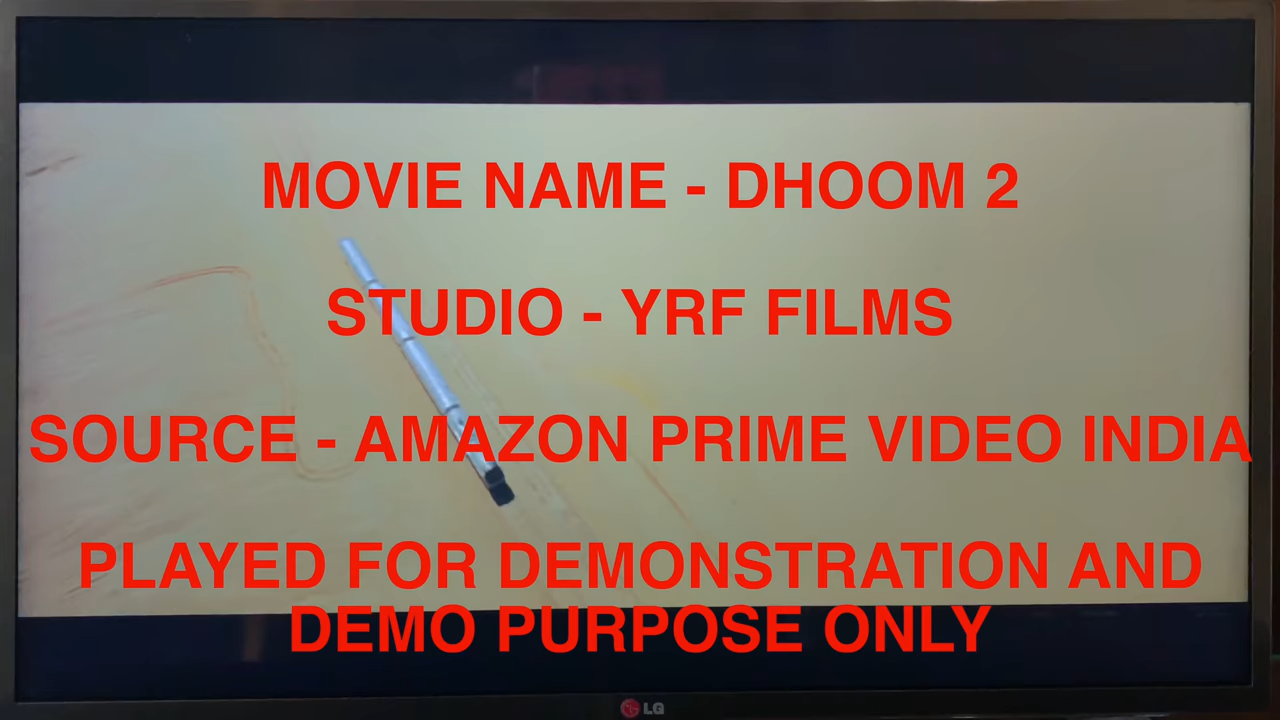 MOVIE NAME - DHOOM 2
STUDIO - YRF FILMS
SOURCE - AMAZON PRIME VIDEO INDIA
PLAYED FOR DEMONSTRATION AND
DEMO PURPOSE ONLY
LG